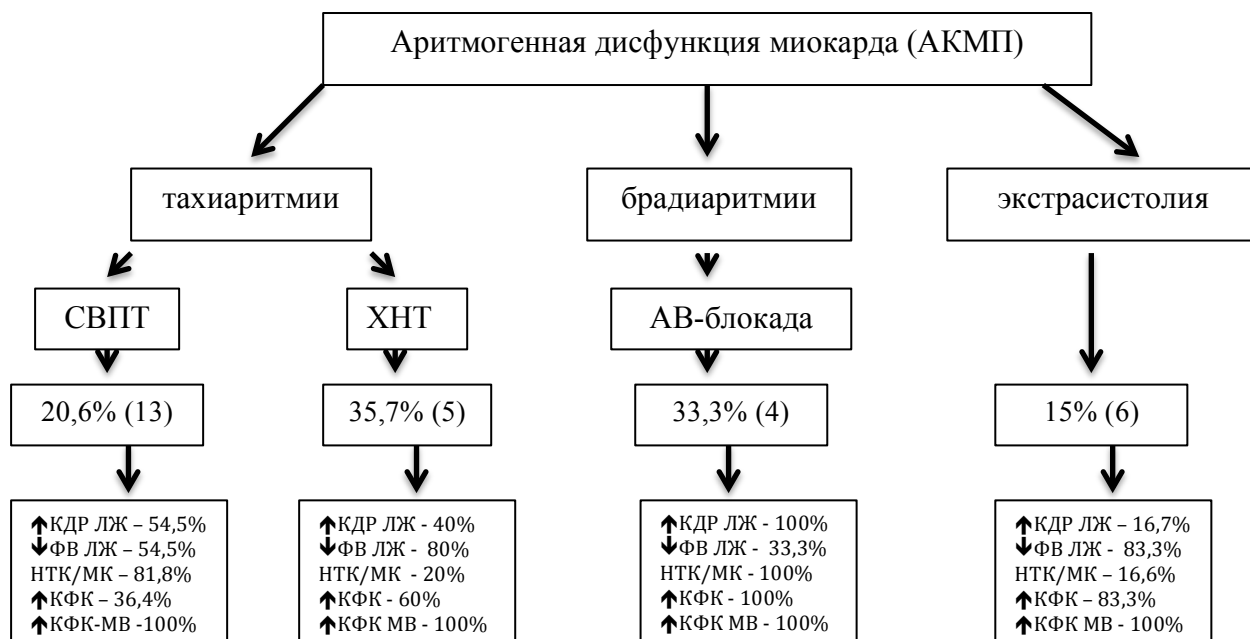 Аритмогенная дисфункция миокарда (АКМП)
тахиаритмии
брадиаритмии
экстрасистолия
СВПТ
ХНТ
АВ-блокада
20,6% (13)
35,7% (5)
33,3% (4)
15% (6)
↑КДР ЛЖ – 54,5%
↓ФВ ЛЖ – 54,5%
НТК/МК – 81,8%
↑КФК – 36,4%
↑КФК-МВ -100%
↑КДР ЛЖ - 40%
↓ФВ ЛЖ - 80%
НТК/МК - 20%
↑КФК - 60%
↑КФК МВ - 100%
↑КДР ЛЖ - 100%
↓ФВ ЛЖ - 33,3%
НТК/МК - 100%
↑КФК - 100%
↑КФК МВ - 100%
↑КДР ЛЖ – 16,7%
↓ФВ ЛЖ - 83,3%
НТК/МК - 16,6%
↑КФК – 83,3%
↑КФК МВ - 100%